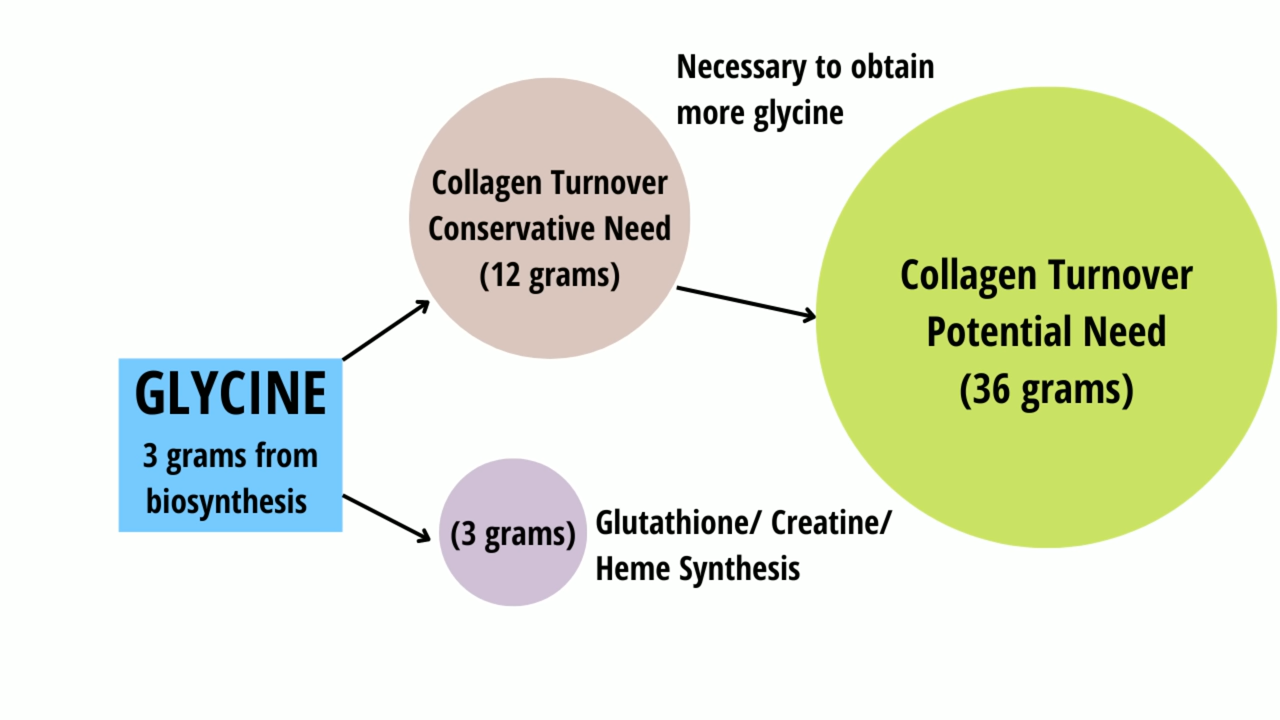 Necessary to obtain
more glycine
Collagen Turnover
Conservative Need
(12 grams)
Collagen Turnover
Potential Need
(36 grams)
GLYCINE
3 grams from
biosynthesis
(3 grams)
Glutathione/ Creatine/
Heme Synthesis